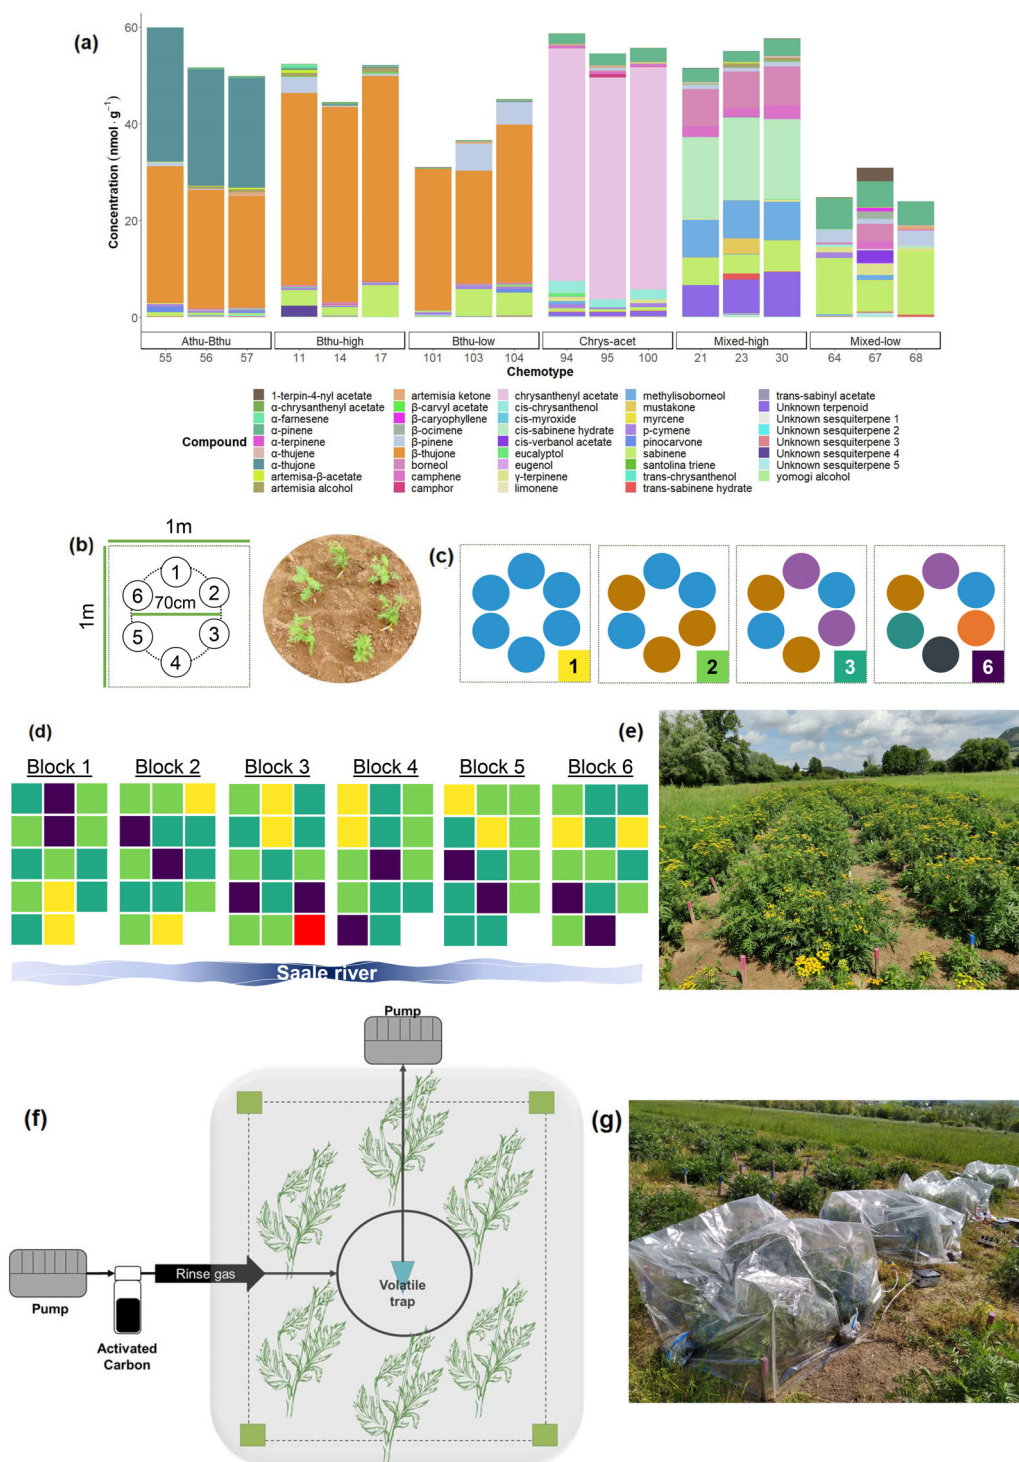 (a)
Concentration (nmol · g⁻¹)
60
40
20
0
Athu-Bthu
Bthu-high
Bthu-low
Chrys-acet
Mixed-high
Mixed-low
55 56 57 11 14 17 101 103 104 94 95 100 21 23 30 64 67 68
Chemotype
Compound
1-terpin-4-nyl acetate
α-chrysanthenyl acetate
α-farnesene
α-pinene
α-terpinene
α-thujene
α-thujone
artemisa-β-acetate
artemisia alcohol
artemisia ketone
β-carvyl acetate
β-caryophyllene
β-ocimene
β-pinene
β-thujone
borneol
camphene
camphor
chrysanthenyl acetate
cis-chrysanthenol
cis-myroxide
cis-sabinene hydrate
cis-verbanol acetate
eucalyptol
eugenol
γ-terpinene
limonene
methylisoborneol
mustakone
myrcene
p-cymene
pinocarvone
sabinene
santolina triene
trans-chrysanthenol
trans-sabinene hydrate
trans-sabinyl acetate
Unknown terpenoid
Unknown sesquiterpene 1
Unknown sesquiterpene 2
Unknown sesquiterpene 3
Unknown sesquiterpene 4
Unknown sesquiterpene 5
yomogi alcohol
(b)
1m
1m
1
2
3
4
5
6
70cm
(c)
1
2
3
6
(d)
Block 1
Block 2
Block 3
Block 4
Block 5
Block 6
Saale river
(e)
(f)
Pump
Pump
Activated
Carbon
Rinse gas
Volatile
trap
(g)